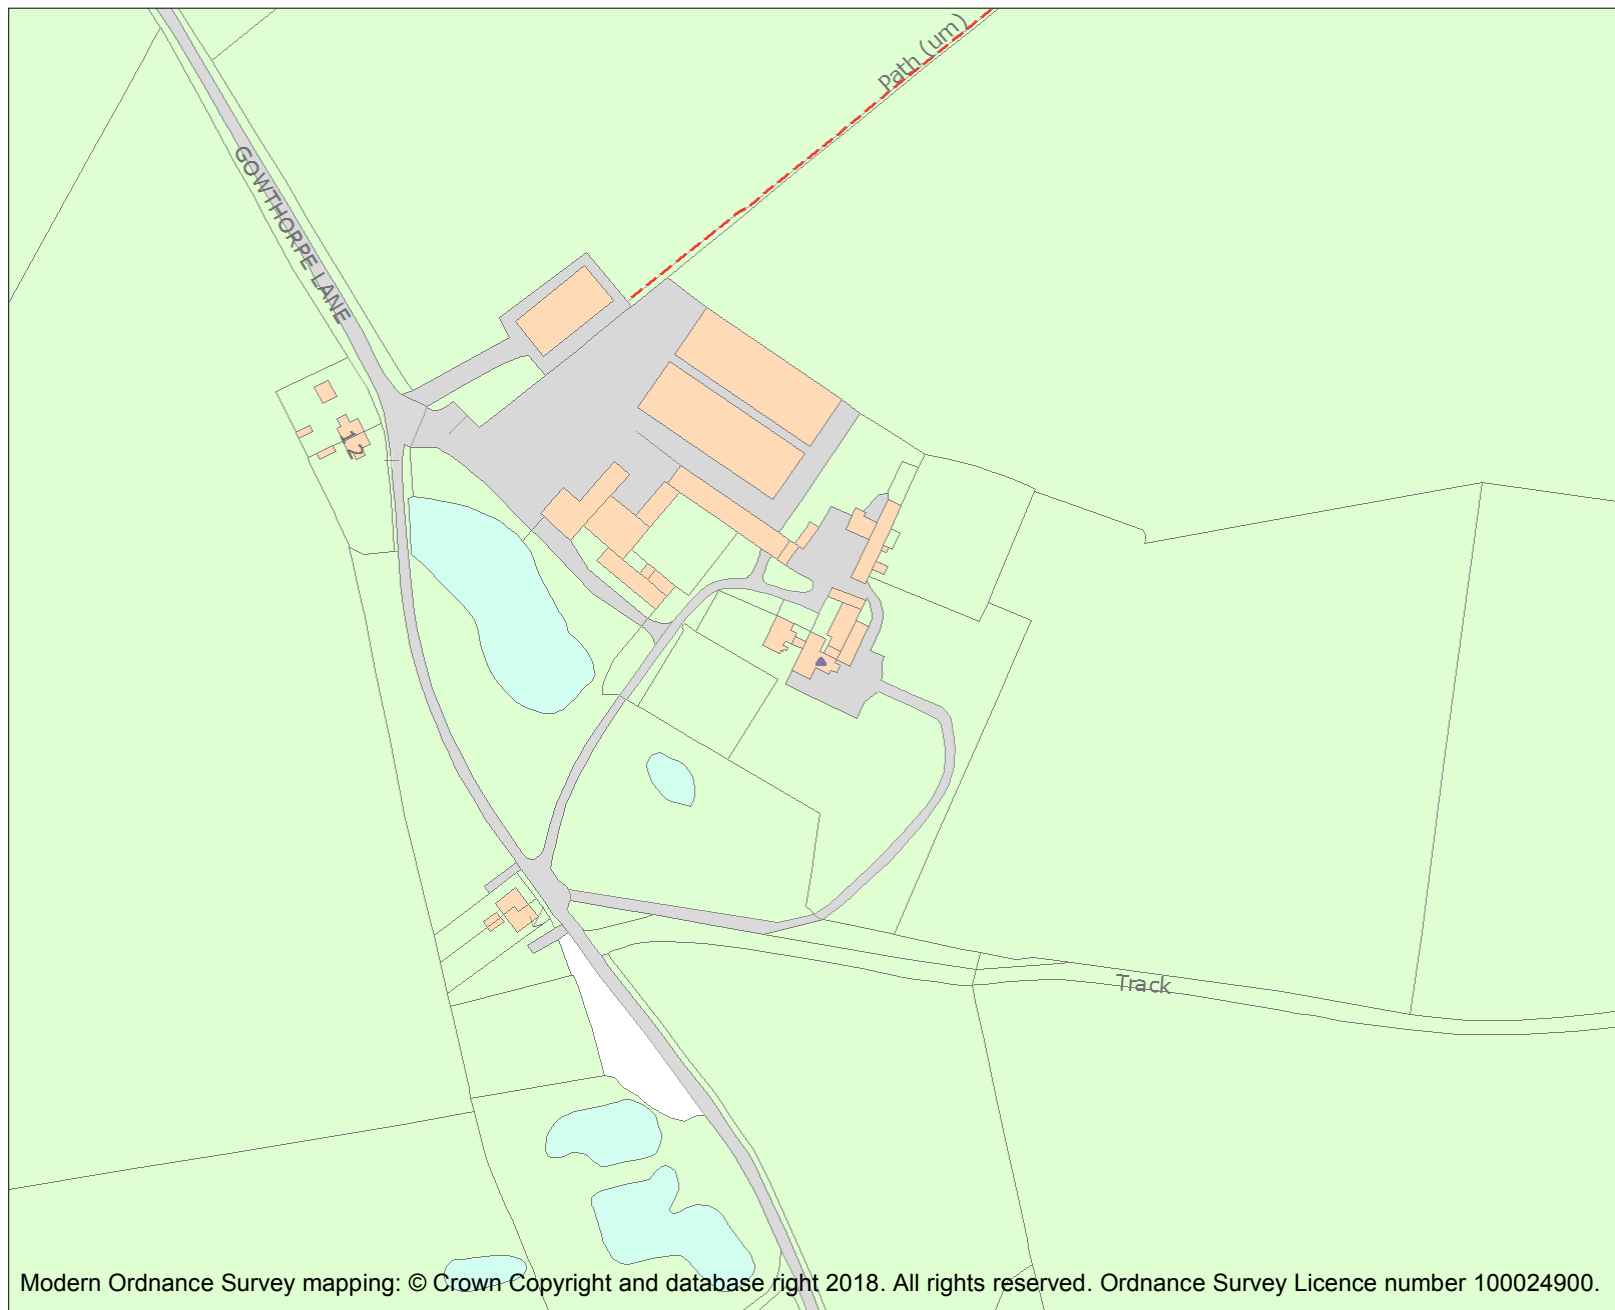 Path (um)
GOWTHORPE LANE
12
Track
Modern Ordnance Survey mapping: © Crown Copyright and database right 2018. All rights reserved. Ordnance Survey Licence number 100024900.